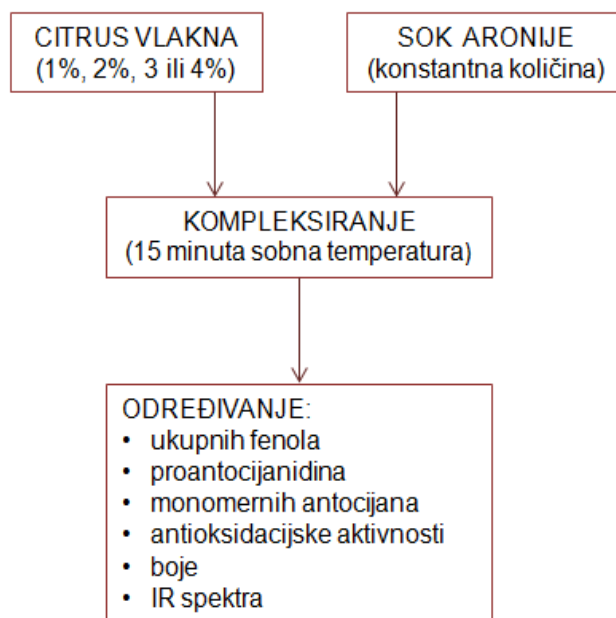 CITRUS VLAKNA
(1%, 2%, 3 ili 4%)
SOK ARONIJE
(konstantna količina)
KOMPLEKSIRANJE
(15 minuta sobna temperatura)
ODREĐIVANJE:
• ukupnih fenola
• proantocijanidina
• monomernih antocijana
• antioksidacijske aktivnosti
• boje
• IR spektra